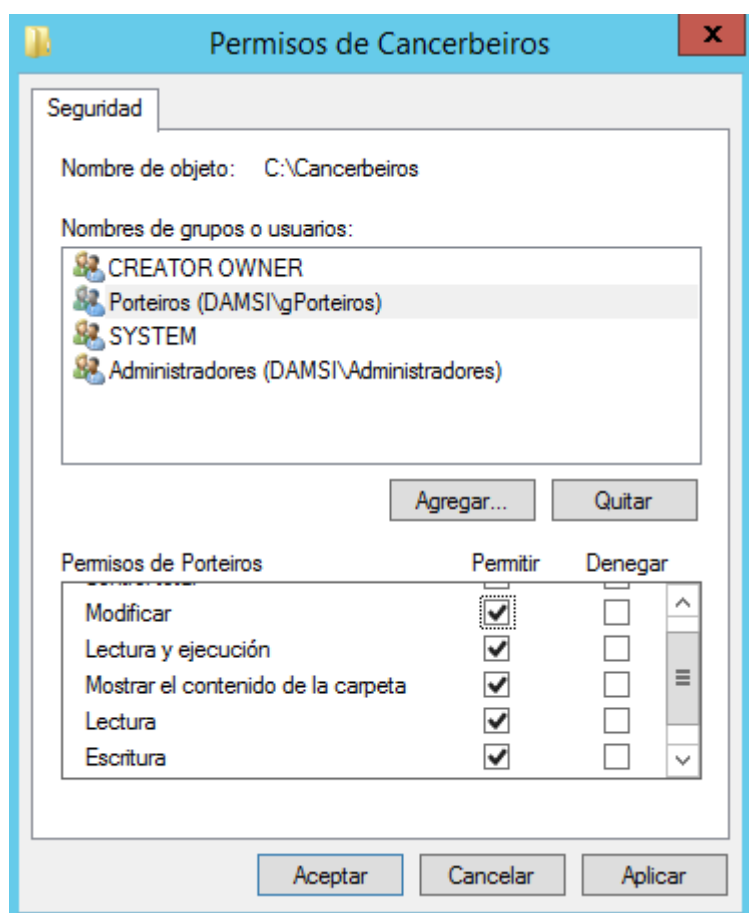 Permisos de Cancerbeiros
Seguridad
Nombre de objeto: C:\Cancerbeiros
Nombres de grupos o usuarios:
CREATOR OWNER
Porteiros (DAMSI\gPorteiros)
SYSTEM
Administradores (DAMSI\Administradores)
Agregar... Quitar
Permisos de Porteiros Permitir Denegar
Modificar
Lectura y ejecución
Mostrar el contenido de la carpeta
Lectura
Escritura
Aceptar Cancelar Aplicar